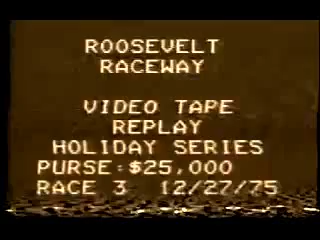 ROOSEVELT
RACEWAY
VIDEO TAPE
REPLAY
HOLIDAY SERIES
PURSE:$25,000
RACE 3 12/27/75